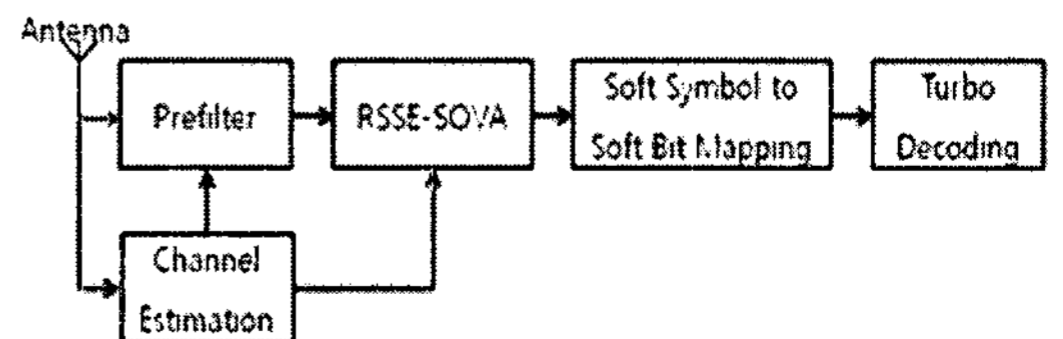 Antenna
Prefilter
RSSE-SOVA
Soft Symbol to
Soft Bit Mapping
Turbo
Decoding
Channel
Estimation